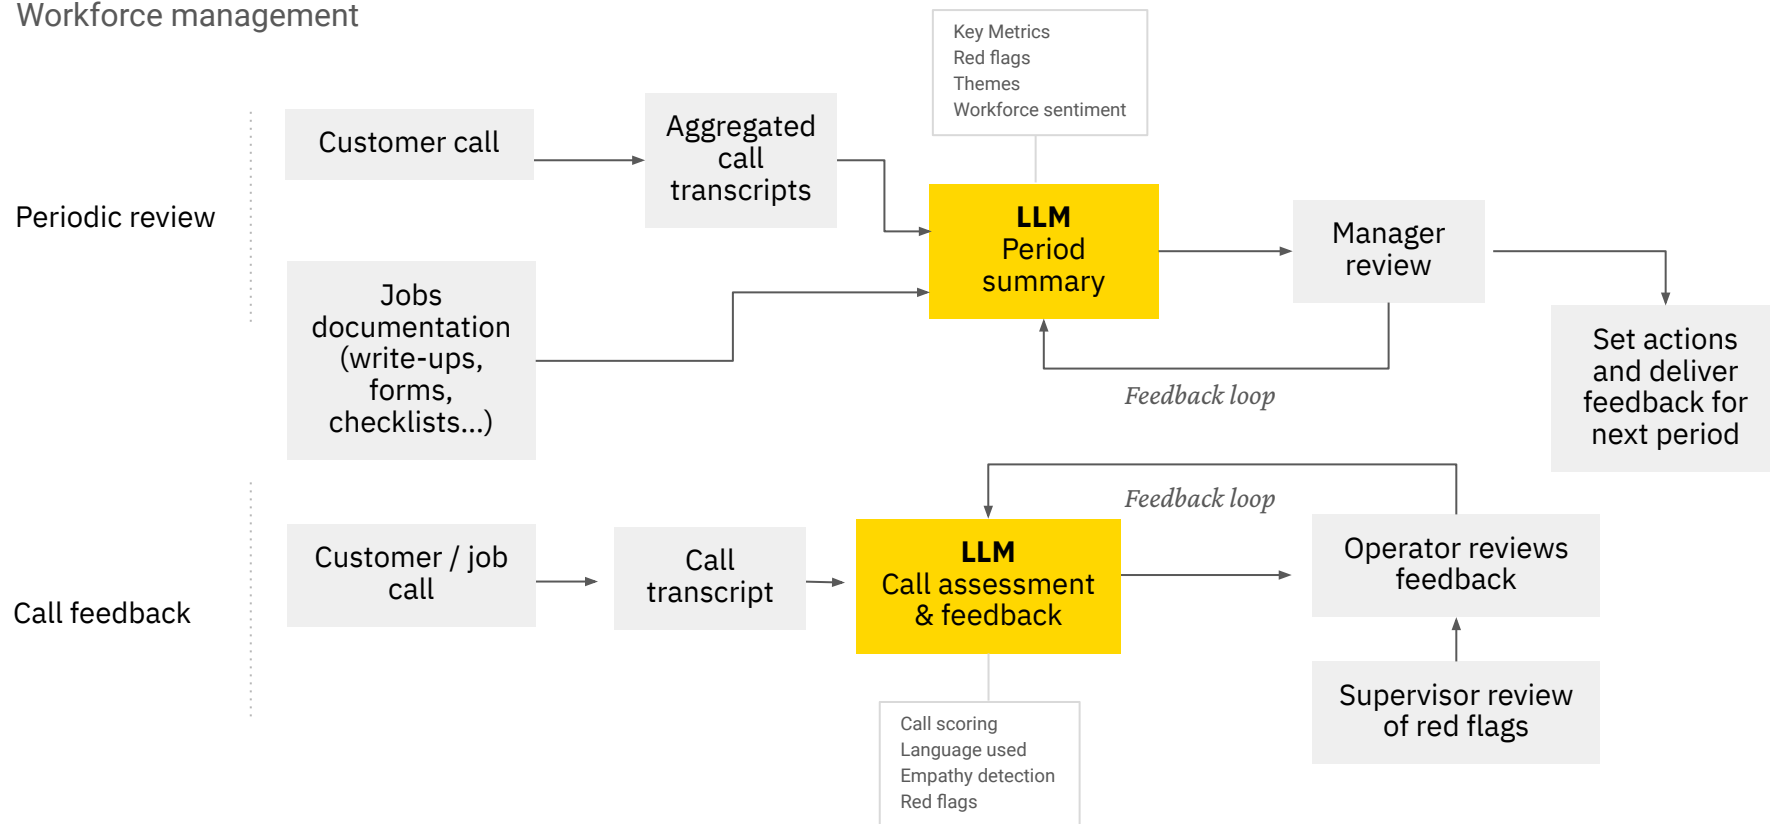 Workforce management
Key Metrics
Red flags
Themes
Workforce sentiment
Periodic review
Customer call
Aggregated
call
transcripts
Jobs
documentation
(write-ups,
forms,
checklists...)
LLM
Period
summary
Manager
review
Set actions
and deliver
feedback for
next period
Feedback loop
Call feedback
Customer / job
call
Call
transcript
Feedback loop
LLM
Call assessment
& feedback
Operator reviews
feedback
Supervisor review
of red flags
Call scoring
Language used
Empathy detection
Red flags